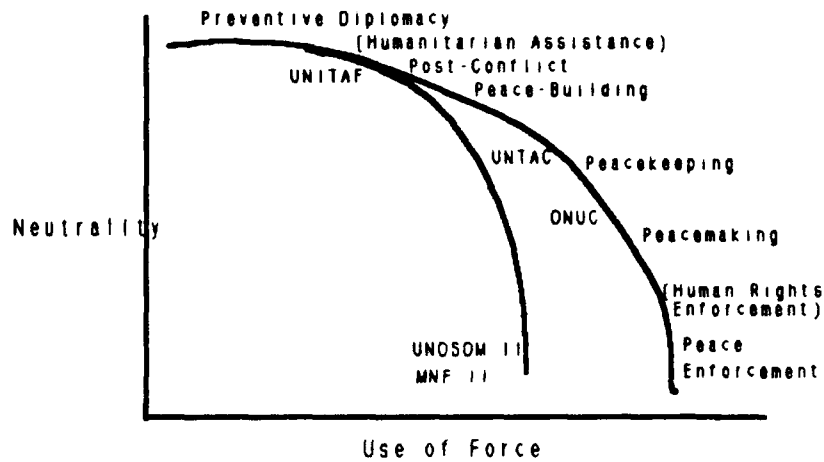 Preventive Diplomacy
(Humanitarian Assistance)
UNITAF
Post-Conflict
Peace-Building
UNTAC
Peacekeeping
ONUC
Neutrality
Peacemaking
(Human Rights
Enforcement)
UNOSOM II
MNF II
Peace
Enforcement
Use of Force